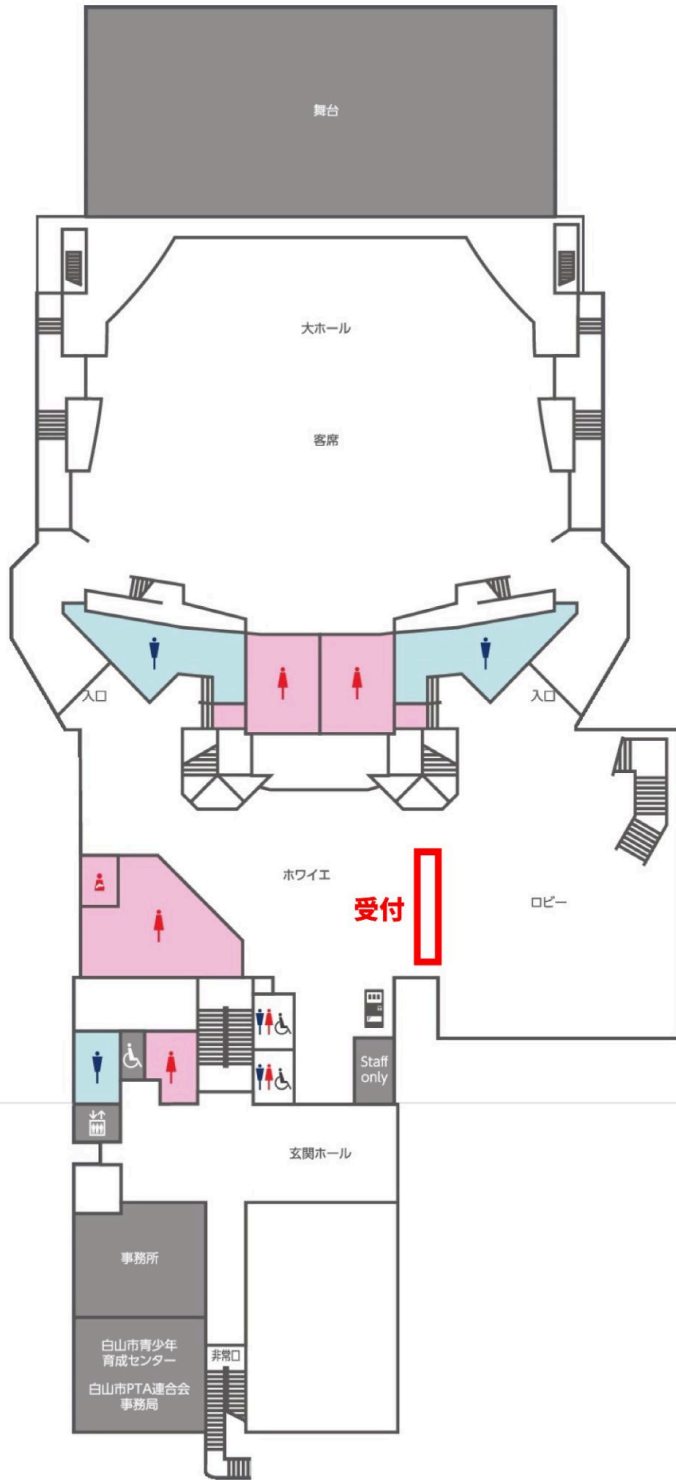 舞台
大ホール
客席
入口
入口
ホワイエ
受付
ロビー
Staff
only
玄関ホール
事務所
白山市青少年
育成センター
白山市PTA連合会
事務局
非常口